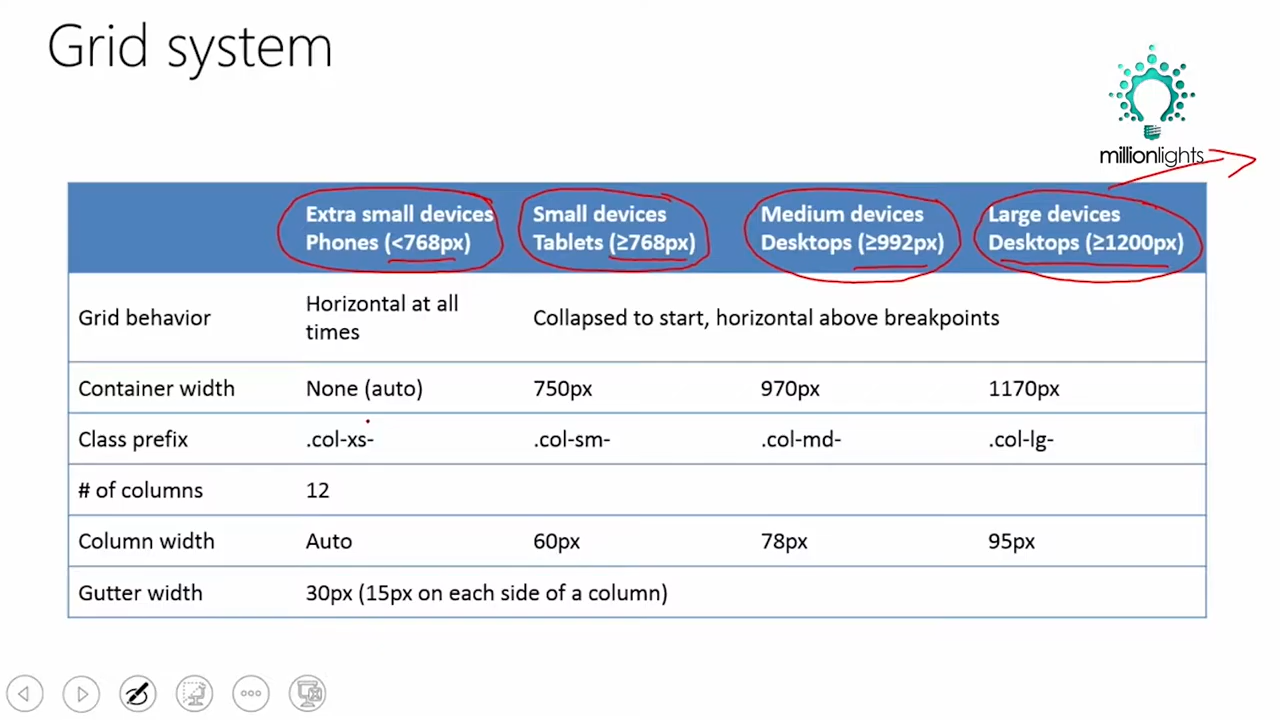 Grid system
millionlights
Extra small devices
Phones (<768px)
Small devices
Tablets (≥768px)
Medium devices
Desktops (≥992px)
Large devices
Desktops (≥1200px)
Grid behavior
Horizontal at all
times
Collapsed to start, horizontal above breakpoints
Container width
None (auto)
750px
970px
1170px
Class prefix
.col-xs-
.col-sm-
.col-md-
.col-lg-
# of columns
12
Column width
Auto
60px
78px
95px
Gutter width
30px (15px on each side of a column)